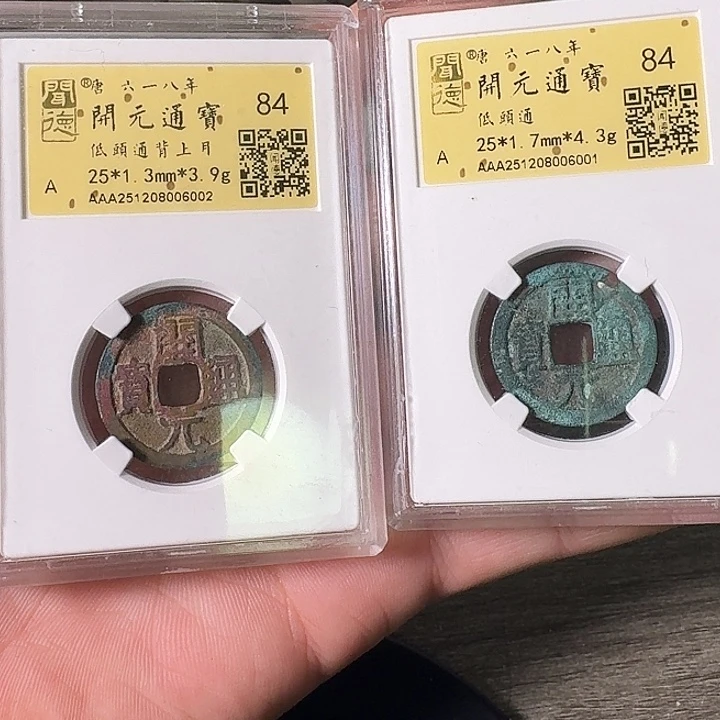 聞德
®唐 六一八年
開元通寶
84
低頭通背上月
A
25*1.3mm*3.9g
AAA251208006002
開元通寶
聞德
®唐 六一八年
開元通寶
84
低頭通
A
25*1.7mm*4.3g
AAA251208006001
開元通寶